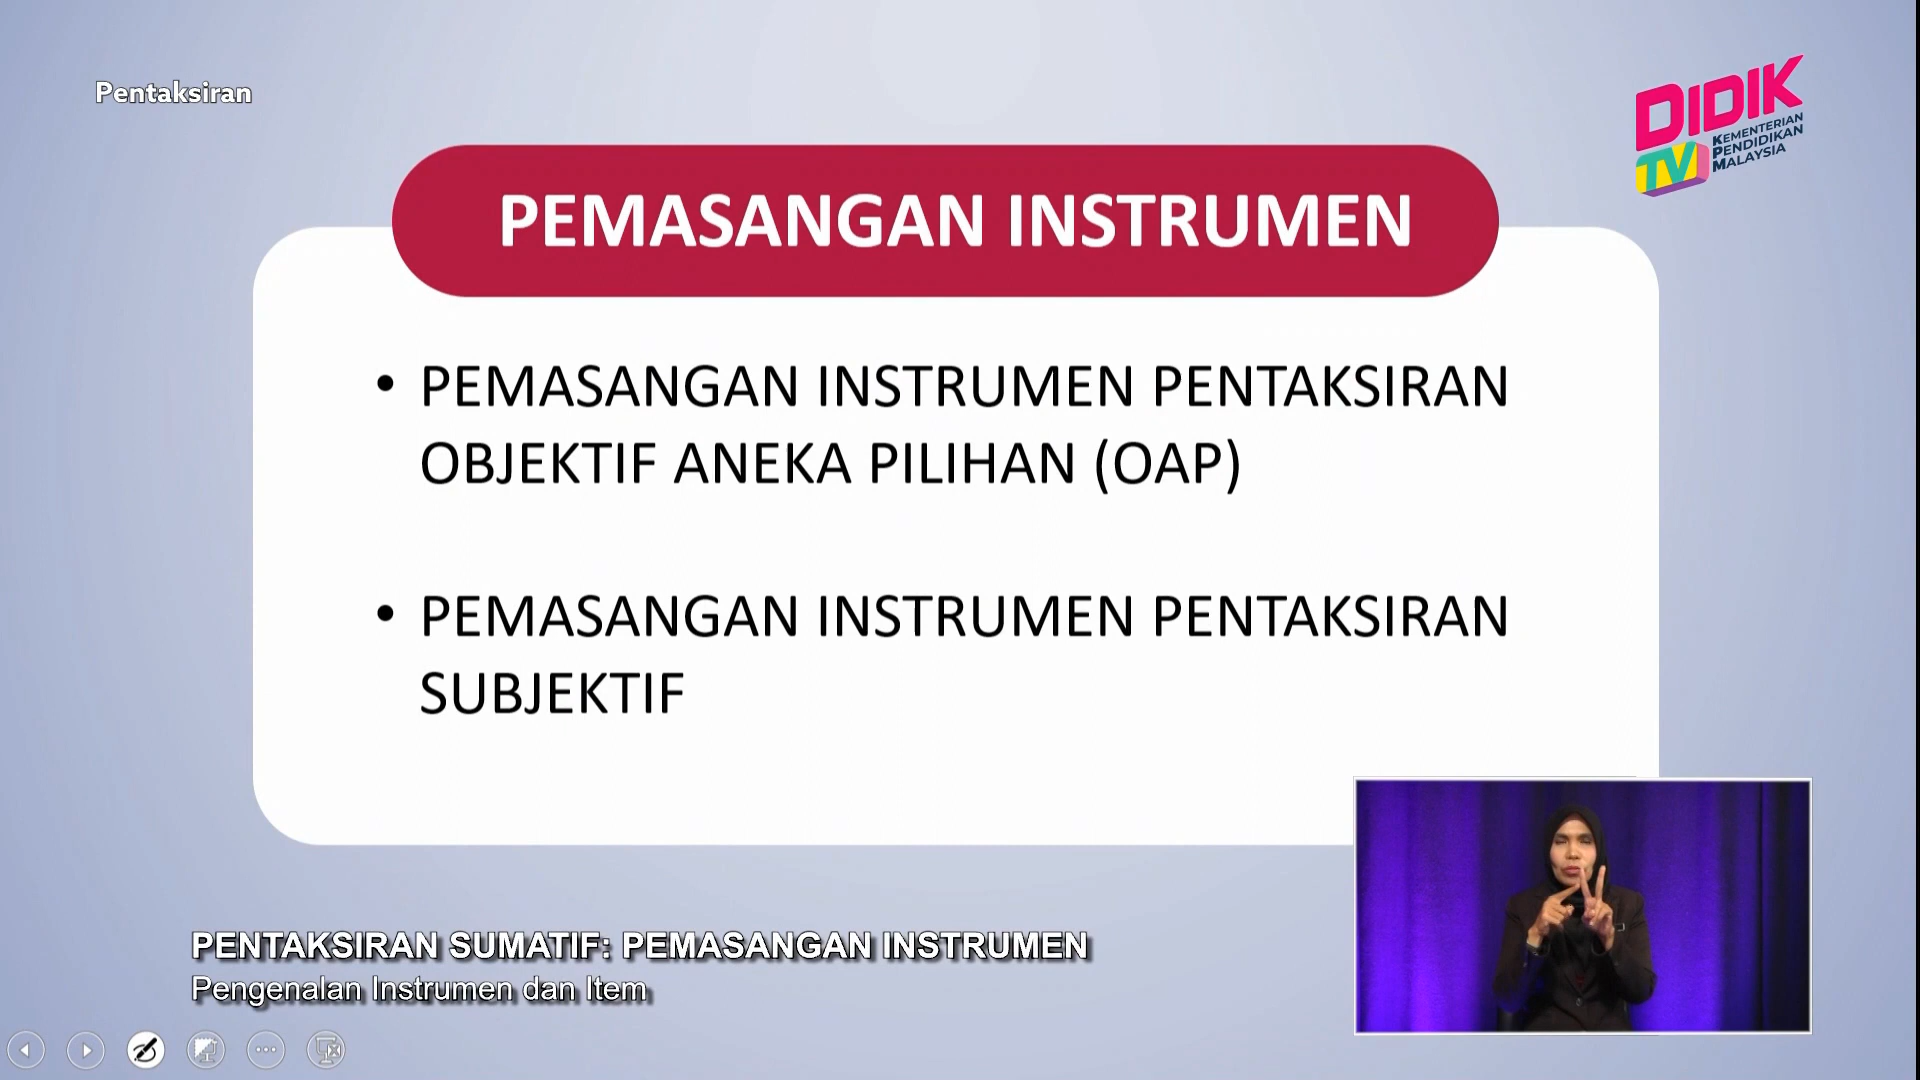 Pentaksiran
DIDIK
TV
KEMENTERIAN
PENDIDIKAN
MALAYSIA
PEMASANGAN INSTRUMEN
• PEMASANGAN INSTRUMEN PENTAKSIRAN
OBJEKTIF ANEKA PILIHAN (OAP)
• PEMASANGAN INSTRUMEN PENTAKSIRAN
SUBJEKTIF
PENTAKSIRAN SUMATIF: PEMASANGAN INSTRUMEN
Pengenalan Instrumen dan Item